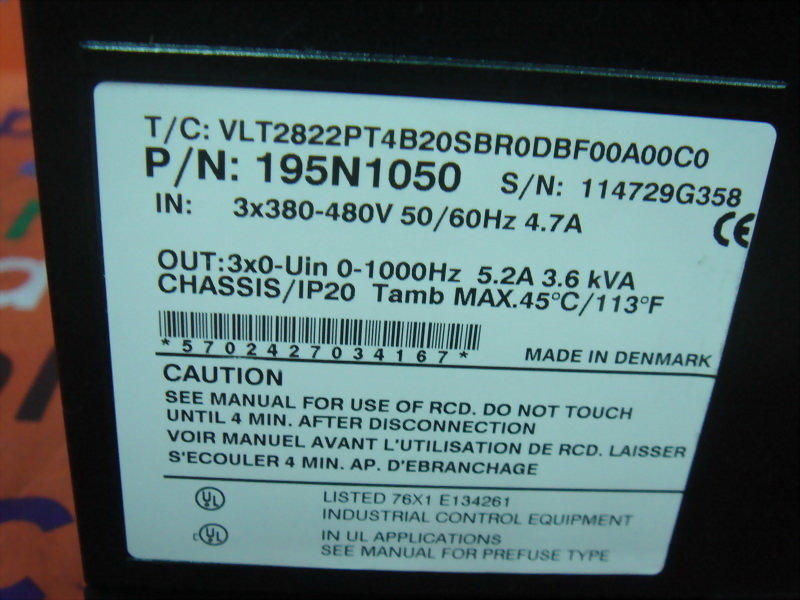 T/C: VLT2822PT4B20SBR0DBF00A00C0
P/N: 195N1050 S/N: 114729G358
IN: 3x380-480V 50/60Hz 4.7A
CE
OUT:3x0-Uin 0-1000Hz 5.2A 3.6 kVA
CHASSIS/IP20 Tamb MAX.45°C/113°F
*5702427034167*
MADE IN DENMARK
CAUTION
SEE MANUAL FOR USE OF RCD. DO NOT TOUCH
UNTIL 4 MIN. AFTER DISCONNECTION
VOIR MANUEL AVANT L'UTILISATION DE RCD. LAISSER
S'ECOULER 4 MIN. AP. D'EBRANCHAGE
UL LISTED 76X1 E134261
INDUSTRIAL CONTROL EQUIPMENT
c UL IN UL APPLICATIONS
SEE MANUAL FOR PREFUSE TYPE